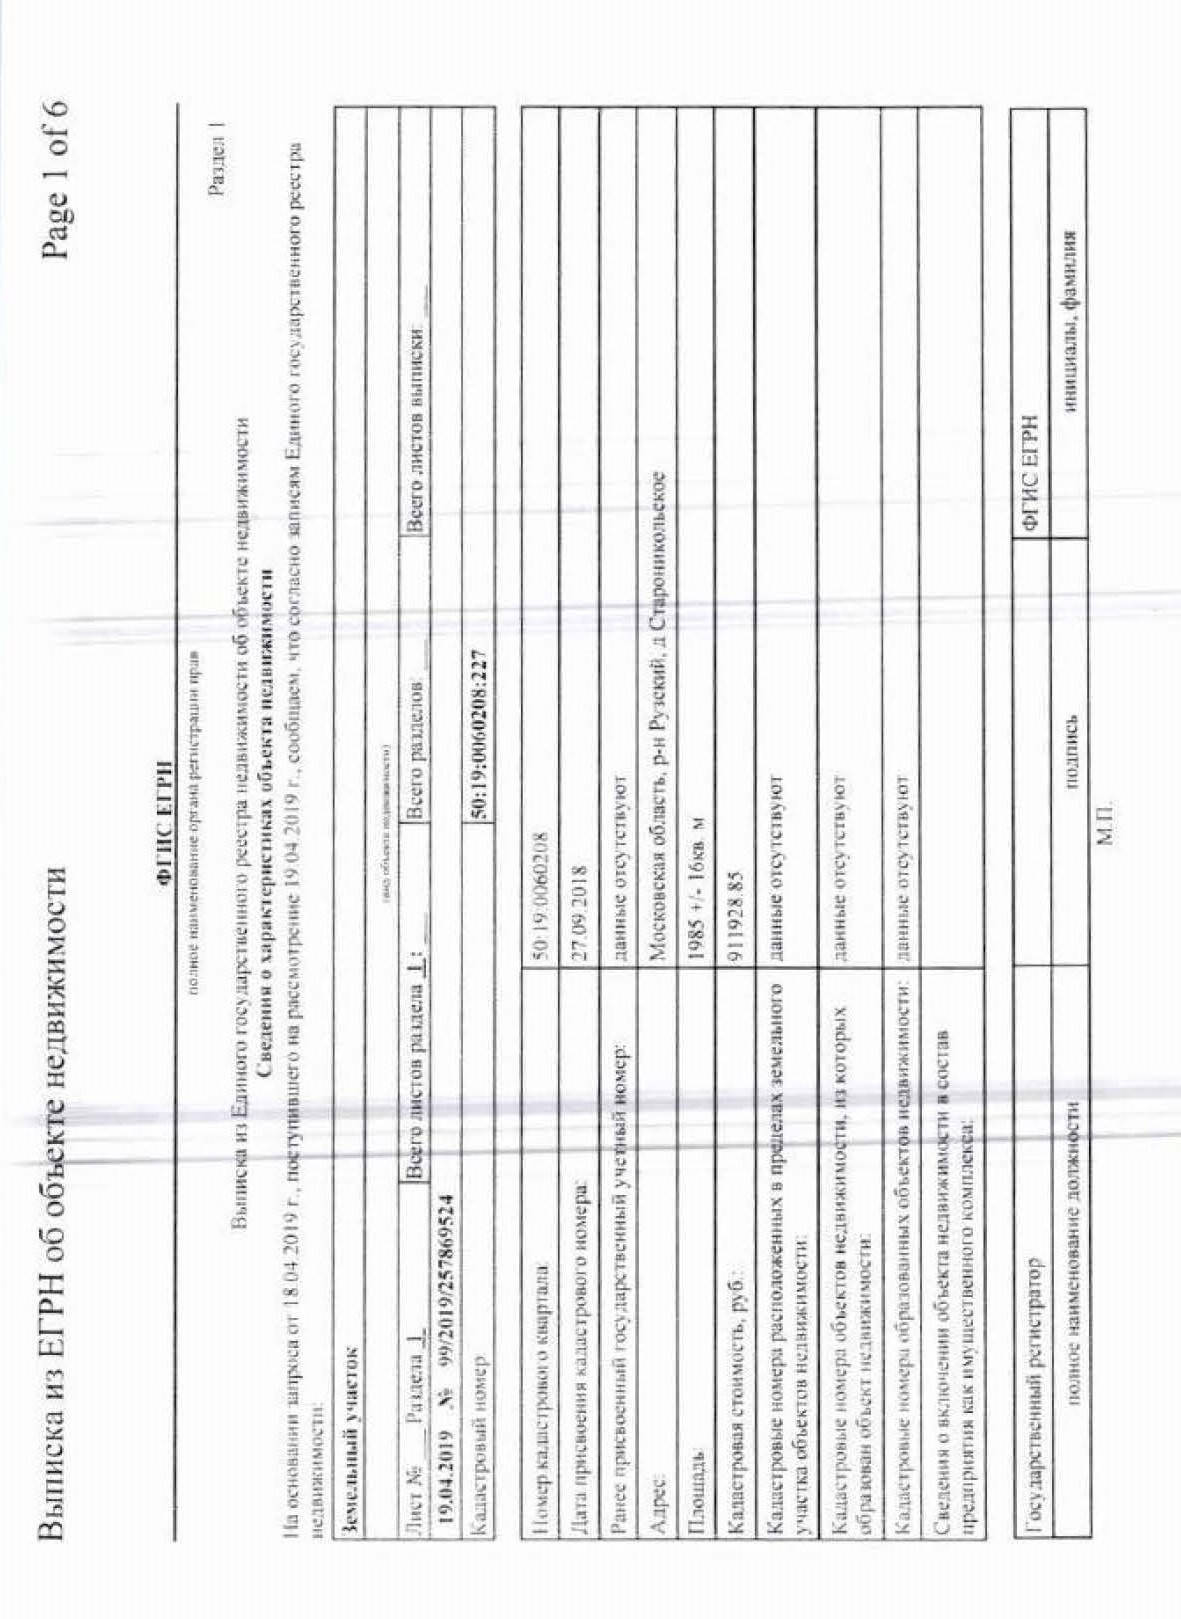 Выписка из ЕГРН об объекте недвижимости Page 1 of 6
ФГИС ЕГРН
полное наименование органа регистрации прав
Раздел 1
Выписка из Единого государственного реестра недвижимости об объекте недвижимости
Сведения о характеристиках объекта недвижимости
На основании запроса от 18.04.2019 г., поступившего на рассмотрение 19.04.2019 г., сообщаем, что согласно записям Единого государственного реестра
недвижимости:
Земельный участок
(вид объекта недвижимости)
Лист № ___ Раздела 1 Всего листов раздела 1 : ___ Всего разделов: ___ Всего листов выписки: ___
19.04.2019 № 99/2019/257869524
Кадастровый номер 50:19:0060208:227
Номер кадастрового квартала: 50:19:0060208
Дата присвоения кадастрового номера: 27.09.2018
Ранее присвоенный государственный учетный номер: данные отсутствуют
Адрес: Московская область, р-н Рузский, д Староникольское
Площадь: 1985 +/- 16кв. м
Кадастровая стоимость, руб.: 911928.85
Кадастровые номера расположенных в пределах земельного данные отсутствуют
участка объектов недвижимости:
Кадастровые номера объектов недвижимости, из которых данные отсутствуют
образован объект недвижимости:
Кадастровые номера образованных объектов недвижимости: данные отсутствуют
Сведения о включении объекта недвижимости в состав
предприятия как имущественного комплекса:
Государственный регистратор ФГИС ЕГРН
полное наименование должности подпись инициалы, фамилия
М.П.